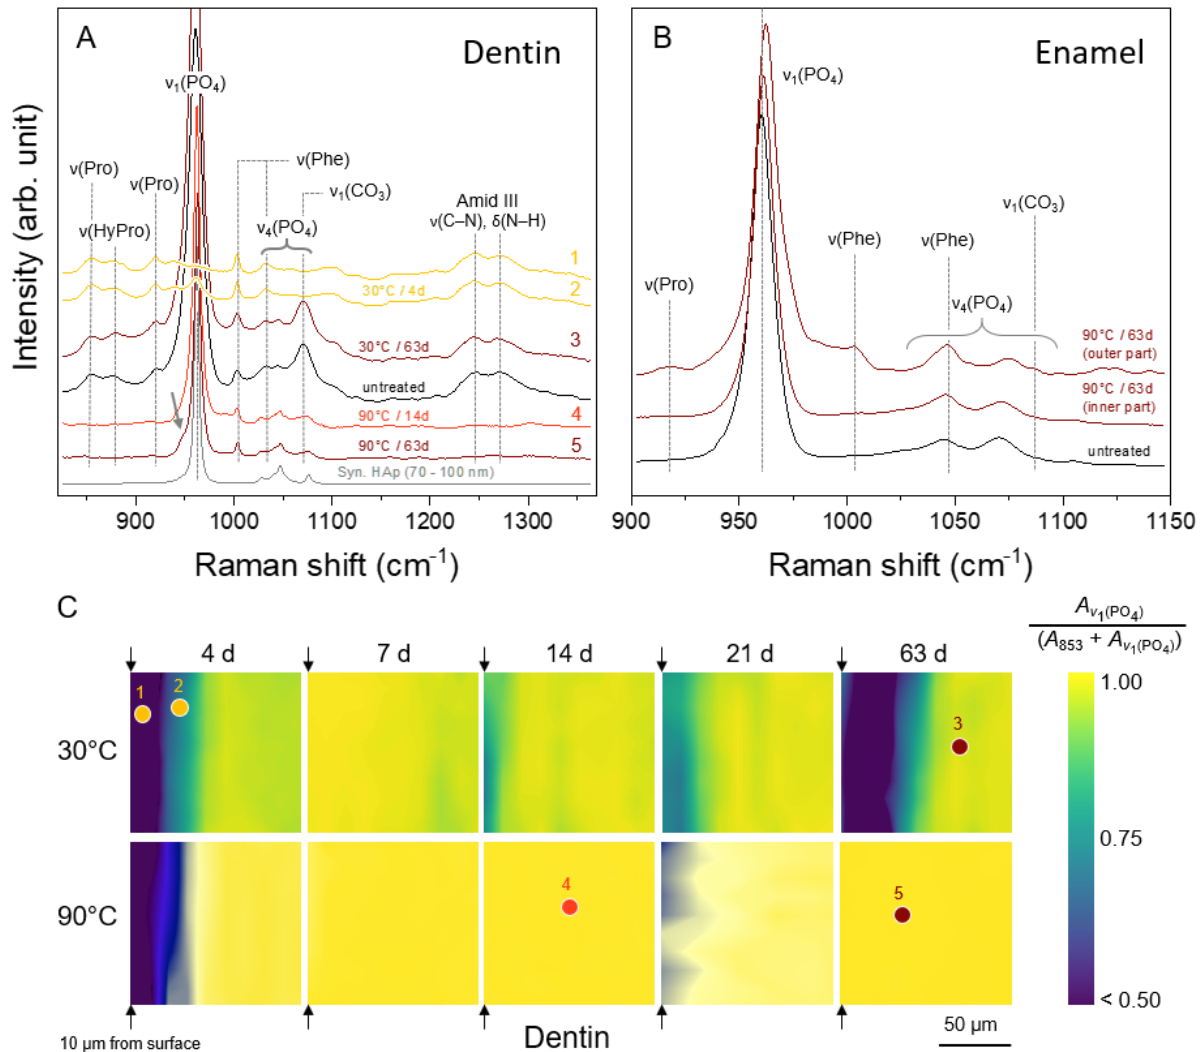 A
Dentin
Intensity (arb. unit)
ν₁(PO₄)
ν(Pro)
ν(HyPro)
ν(Pro)
ν(Phe)
ν₁(CO₃)
ν₄(PO₄)
Amid III
ν(C–N), δ(N–H)
1
30°C / 4d
2
30°C / 63d
3
untreated
90°C / 14d
4
90°C / 63d
5
Syn. HAp (70 - 100 nm)
900 1000 1100 1200 1300
Raman shift (cm⁻¹)
B
Enamel
ν₁(PO₄)
ν(Pro)
ν(Phe)
ν(Phe)
ν₁(CO₃)
ν₄(PO₄)
90°C / 63d
(outer part)
90°C / 63d
(inner part)
untreated
900 950 1000 1050 1100 1150
Raman shift (cm⁻¹)
C
4 d 7 d 14 d 21 d 63 d
30°C
1
2
3
90°C
4
5
A_ν₁(PO₄)
(A₈₅₃ + A_ν₁(PO₄))
1.00
0.75
< 0.50
10 µm from surface
Dentin
50 µm